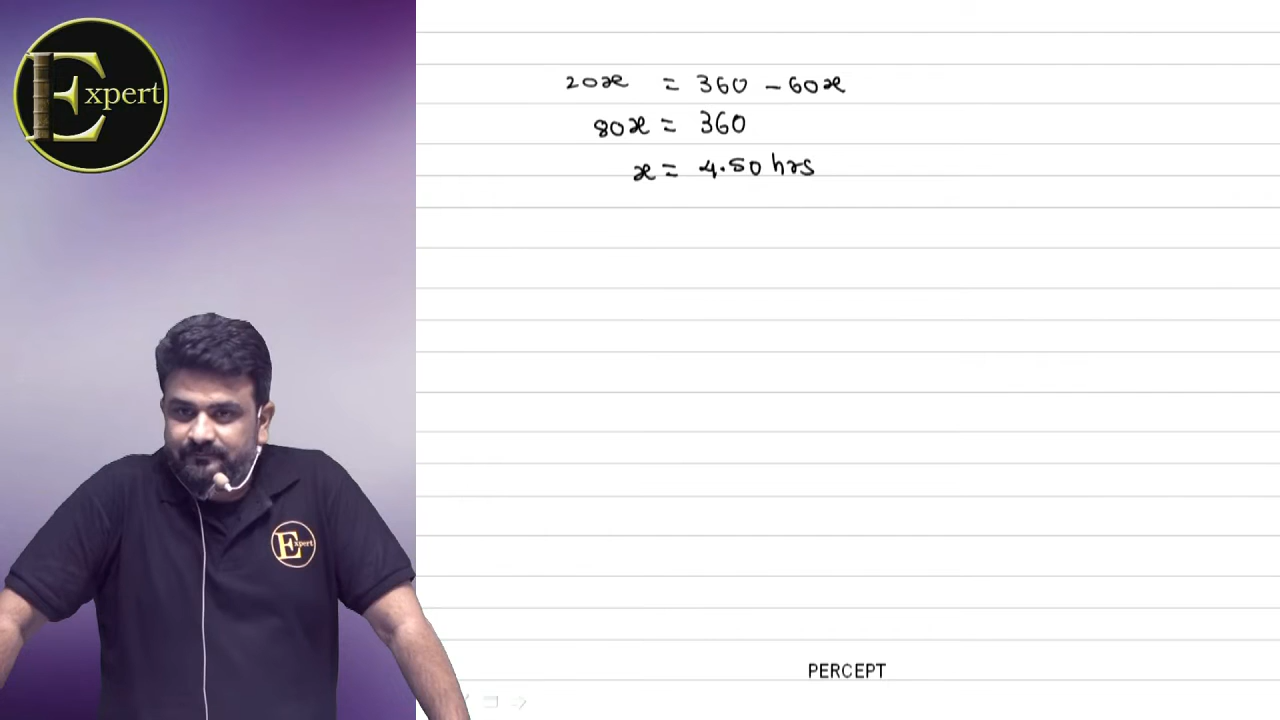 Expert
20x = 360 - 60x
80x = 360
x = 4.50 hrs
Expert
PERCEPT